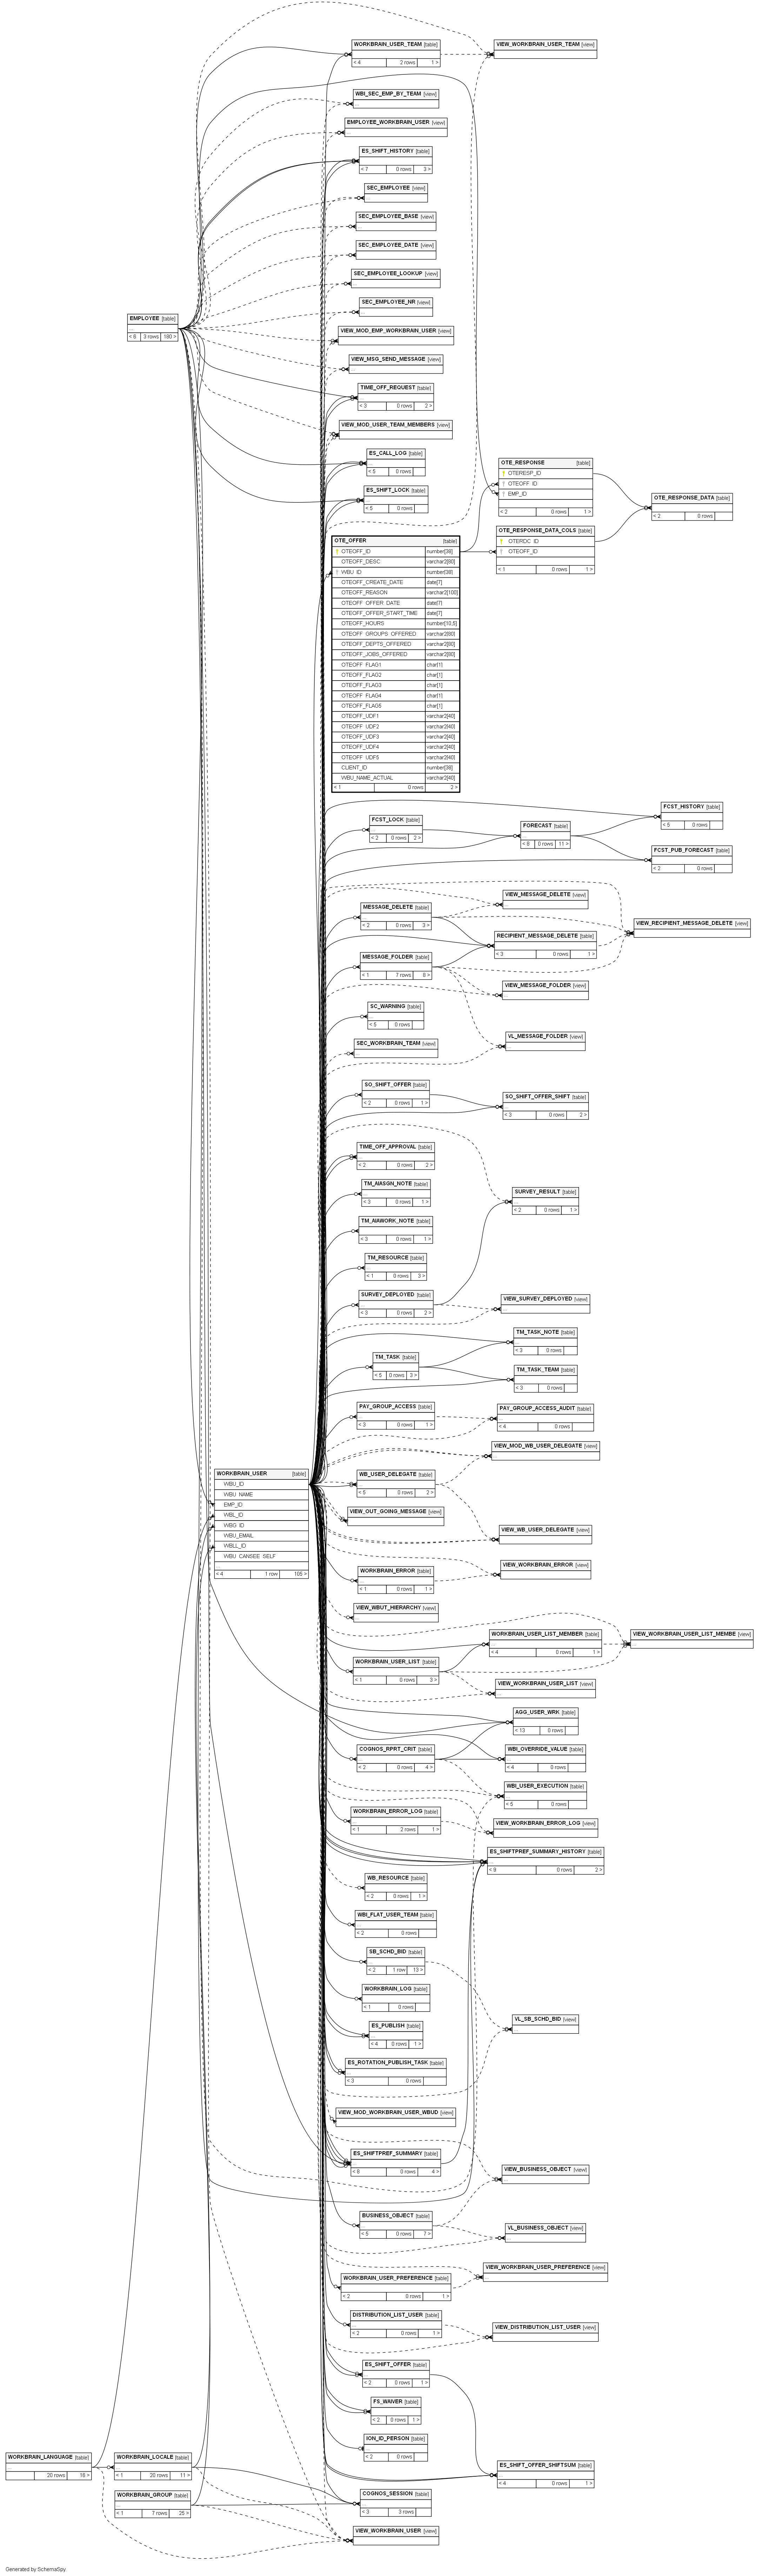 WORKBRAIN_USER_TEAM [table]
< 4 2 rows 1 >
VIEW_WORKBRAIN_USER_TEAM [view]
WBI_SEC_EMP_BY_TEAM [view]
EMPLOYEE_WORKBRAIN_USER [view]
ES_SHIFT_HISTORY [table]
< 7 0 rows 3 >
SEC_EMPLOYEE [view]
SEC_EMPLOYEE_BASE [view]
SEC_EMPLOYEE_DATE [view]
SEC_EMPLOYEE_LOOKUP [view]
SEC_EMPLOYEE_NR [view]
EMPLOYEE [table]
< 6 3 rows 180 >
VIEW_MOD_EMP_WORKBRAIN_USER [view]
VIEW_MSG_SEND_MESSAGE [view]
TIME_OFF_REQUEST [table]
< 3 0 rows 2 >
VIEW_MOD_USER_TEAM_MEMBERS [view]
ES_CALL_LOG [table]
< 5 0 rows
ES_SHIFT_LOCK [table]
< 6 0 rows
OTE_RESPONSE [table]
OTERESP_ID
OTEOFF_ID
EMP_ID
< 2 0 rows 1 >
OTE_RESPONSE_DATA [table]
< 2 0 rows
OTE_RESPONSE_DATA_COLS [table]
OTERDC_ID
OTEOFF_ID
< 1 0 rows 1 >
OTE_OFFER [table]
OTEOFF_ID number[38]
OTEOFF_DESC varchar2[80]
WBU_ID number[38]
OTEOFF_CREATE_DATE date[7]
OTEOFF_REASON varchar2[100]
OTEOFF_OFFER_DATE date[7]
OTEOFF_OFFER_START_TIME date[7]
OTEOFF_HOURS number[10,5]
OTEOFF_GROUPS_OFFERED varchar2[80]
OTEOFF_DEPTS_OFFERED varchar2[80]
OTEOFF_JOBS_OFFERED varchar2[80]
OTEOFF_FLAG1 char[1]
OTEOFF_FLAG2 char[1]
OTEOFF_FLAG3 char[1]
OTEOFF_FLAG4 char[1]
OTEOFF_FLAG5 char[1]
OTEOFF_UDF1 varchar2[40]
OTEOFF_UDF2 varchar2[40]
OTEOFF_UDF3 varchar2[40]
OTEOFF_UDF4 varchar2[40]
OTEOFF_UDF5 varchar2[40]
CLIENT_ID number[38]
WBU_NAME_ACTUAL varchar2[40]
< 1 0 rows 2 >
FCST_HISTORY [table]
< 5 0 rows
FCST_LOCK [table]
< 2 0 rows 2 >
FORECAST [table]
< 8 0 rows 11 >
FCST_PUB_FORECAST [table]
< 2 0 rows
VIEW_MESSAGE_DELETE [view]
MESSAGE_DELETE [table]
< 2 0 rows 3 >
VIEW_RECIPIENT_MESSAGE_DELETE [view]
RECIPIENT_MESSAGE_DELETE [table]
< 3 0 rows 1 >
MESSAGE_FOLDER [table]
< 1 7 rows 8 >
VIEW_MESSAGE_FOLDER [view]
SC_WARNING [table]
< 5 0 rows
VL_MESSAGE_FOLDER [view]
SEC_WORKBRAIN_TEAM [view]
SO_SHIFT_OFFER [table]
< 2 0 rows 1 >
SO_SHIFT_OFFER_SHIFT [table]
< 3 0 rows 2 >
TIME_OFF_APPROVAL [table]
< 2 0 rows 2 >
TM_AIASGN_NOTE [table]
< 3 0 rows 1 >
SURVEY_RESULT [table]
< 2 0 rows 1 >
TM_AIAWORK_NOTE [table]
< 3 0 rows 1 >
TM_RESOURCE [table]
< 1 0 rows 3 >
SURVEY_DEPLOYED [table]
< 3 0 rows 2 >
VIEW_SURVEY_DEPLOYED [view]
TM_TASK_NOTE [table]
< 3 0 rows
TM_TASK [table]
< 5 0 rows 3 >
TM_TASK_TEAM [table]
< 3 0 rows
PAY_GROUP_ACCESS [table]
< 3 0 rows 1 >
PAY_GROUP_ACCESS_AUDIT [table]
< 4 0 rows
VIEW_MOD_WB_USER_DELEGATE [view]
WORKBRAIN_USER [table]
WBU_ID
WBU_NAME
EMP_ID
WBL_ID
WBG_ID
WBU_EMAIL
WBLL_ID
WBU_CANSEE_SELF
< 4 1 row 105 >
WB_USER_DELEGATE [table]
< 5 0 rows 2 >
VIEW_OUT_GOING_MESSAGE [view]
VIEW_WB_USER_DELEGATE [view]
WORKBRAIN_ERROR [table]
< 1 0 rows 1 >
VIEW_WORKBRAIN_ERROR [view]
VIEW_WBUT_HIERARCHY [view]
WORKBRAIN_USER_LIST_MEMBER [table]
< 4 0 rows 1 >
VIEW_WORKBRAIN_USER_LIST_MEMBE [view]
WORKBRAIN_USER_LIST [table]
< 1 0 rows 3 >
VIEW_WORKBRAIN_USER_LIST [view]
AGG_USER_WRK [table]
< 13 0 rows
COGNOS_RPRT_CRIT [table]
< 2 0 rows 4 >
WBI_OVERRIDE_VALUE [table]
< 4 0 rows
WBI_USER_EXECUTION [table]
< 5 0 rows
WORKBRAIN_ERROR_LOG [table]
< 1 2 rows 1 >
VIEW_WORKBRAIN_ERROR_LOG [view]
ES_SHIFTPREF_SUMMARY_HISTORY [table]
< 9 0 rows 2 >
WB_RESOURCE [table]
< 2 0 rows 1 >
WBI_FLAT_USER_TEAM [table]
< 2 0 rows
SB_SCHD_BID [table]
< 2 1 row 13 >
WORKBRAIN_LOG [table]
< 1 0 rows
VL_SB_SCHD_BID [view]
ES_PUBLISH [table]
< 4 0 rows 1 >
ES_ROTATION_PUBLISH_TASK [table]
< 3 0 rows
VIEW_MOD_WORKBRAIN_USER_WBUD [view]
ES_SHIFTPREF_SUMMARY [table]
< 8 0 rows 4 >
VIEW_BUSINESS_OBJECT [view]
BUSINESS_OBJECT [table]
< 5 0 rows 7 >
VL_BUSINESS_OBJECT [view]
VIEW_WORKBRAIN_USER_PREFERENCE [view]
WORKBRAIN_USER_PREFERENCE [table]
< 2 0 rows 1 >
DISTRIBUTION_LIST_USER [table]
< 2 0 rows 1 >
VIEW_DISTRIBUTION_LIST_USER [view]
ES_SHIFT_OFFER [table]
< 2 0 rows 1 >
FS_WAIVER [table]
< 2 0 rows 1 >
ION_ID_PERSON [table]
< 2 0 rows
WORKBRAIN_LANGUAGE [table]
20 rows 18 >
WORKBRAIN_LOCALE [table]
< 1 20 rows 11 >
ES_SHIFT_OFFER_SHIFTSUM [table]
< 4 0 rows 1 >
WORKBRAIN_GROUP [table]
< 1 7 rows 25 >
COGNOS_SESSION [table]
< 3 3 rows
VIEW_WORKBRAIN_USER [view]
Generated by SchemaSpy